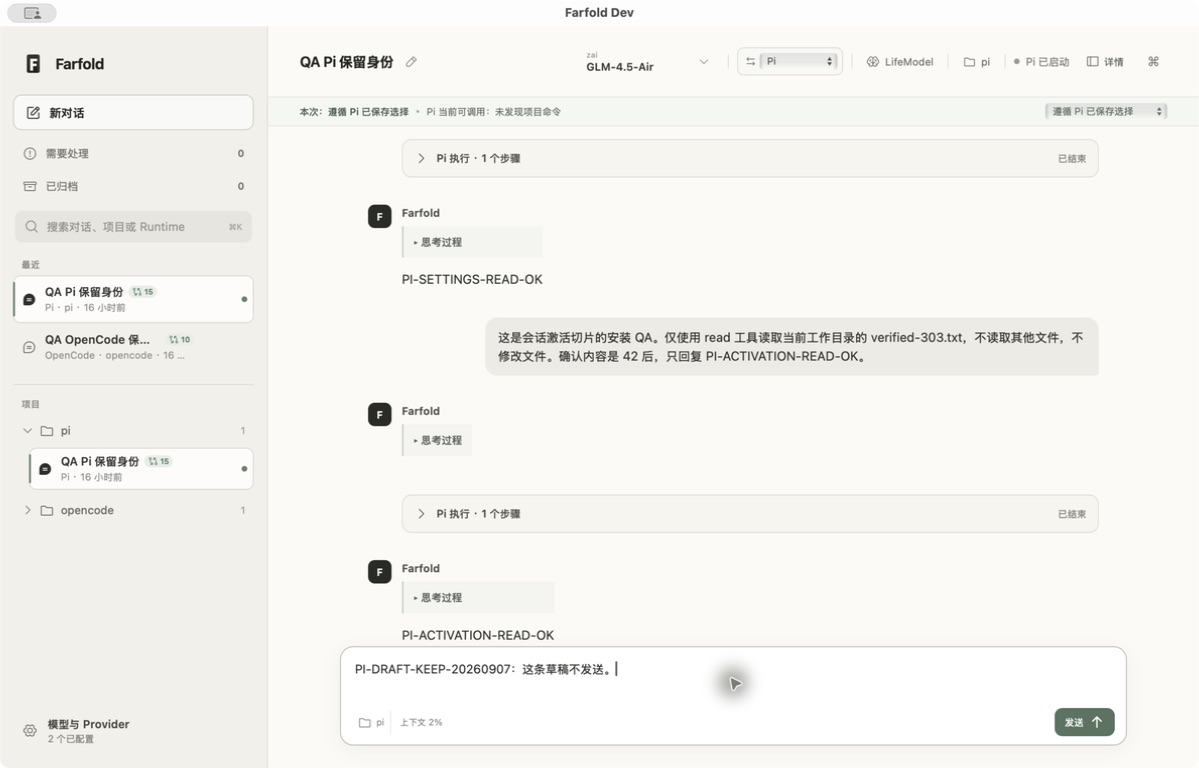 Farfold Dev
F Farfold
新对话
需要处理 0
已归档 0
搜索对话、项目或 Runtime ⌘K
最近
QA Pi 保留身份 15
Pi · pi · 16 小时前
QA OpenCode 保... 10
OpenCode · opencode · 16 ...
项目
pi 1
QA Pi 保留身份 15
Pi · 16 小时前
opencode 1
模型与 Provider
2 个已配置
QA Pi 保留身份
zai
GLM-4.5-Air
Pi
LifeModel
pi
Pi 已启动
详情
⌘
本次：遵循 Pi 已保存选择 • Pi 当前可调用：未发现项目命令
遵循 Pi 已保存选择
Pi 执行 · 1 个步骤 已结束
F Farfold
思考过程
PI-SETTINGS-READ-OK
这是会话激活切片的安装 QA。仅使用 read 工具读取当前工作目录的 verified-303.txt，不读取其他文件，不
修改文件。确认内容是 42 后，只回复 PI-ACTIVATION-READ-OK。
F Farfold
思考过程
Pi 执行 · 1 个步骤 已结束
F Farfold
思考过程
PI-ACTIVATION-READ-OK
PI-DRAFT-KEEP-20260907：这条草稿不发送。
pi 上下文 2%
发送